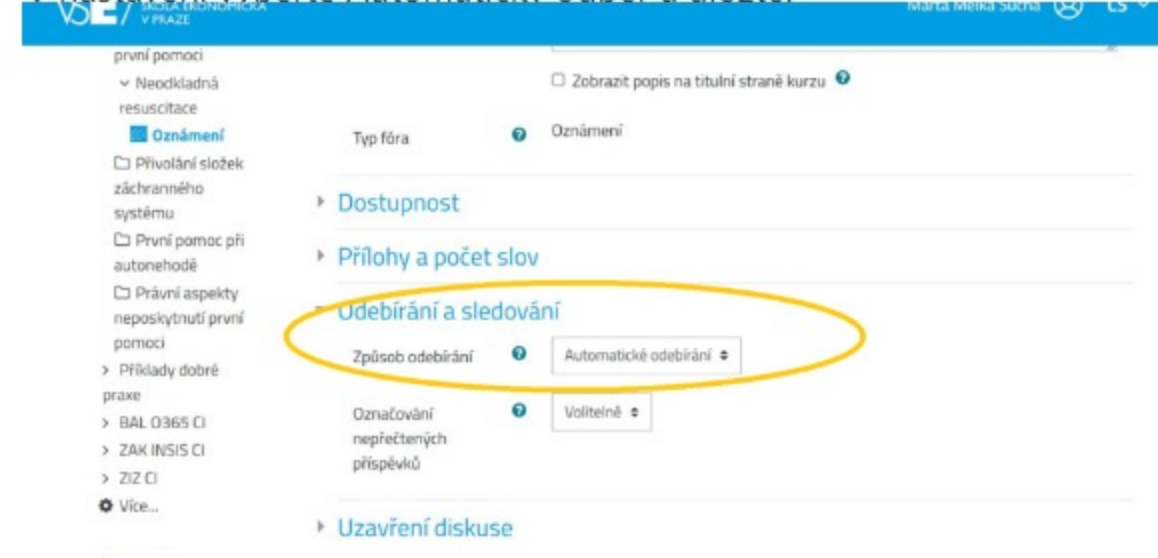 VŠE/ ŠKOLA EKONOMICKÁ
V PRAZE
Marta Melka Suchá
CS
první pomoci
Neodkladná
resuscitace
Oznámení
Přivolání složek
záchranného
systému
První pomoc při
autonehodě
Právní aspekty
neposkytnutí první
pomoci
Příklady dobré
praxe
BAL O365 CI
ZAK INSIS CI
ZIZ CI
Více...
Zobrazit popis na titulní straně kurzu
Typ fóra
Oznámení
Dostupnost
Přílohy a počet slov
Odebírání a sledování
Způsob odebírání
Automatické odebírání
Označování
nepřečtených
příspěvků
Volitelně
Uzavření diskuse